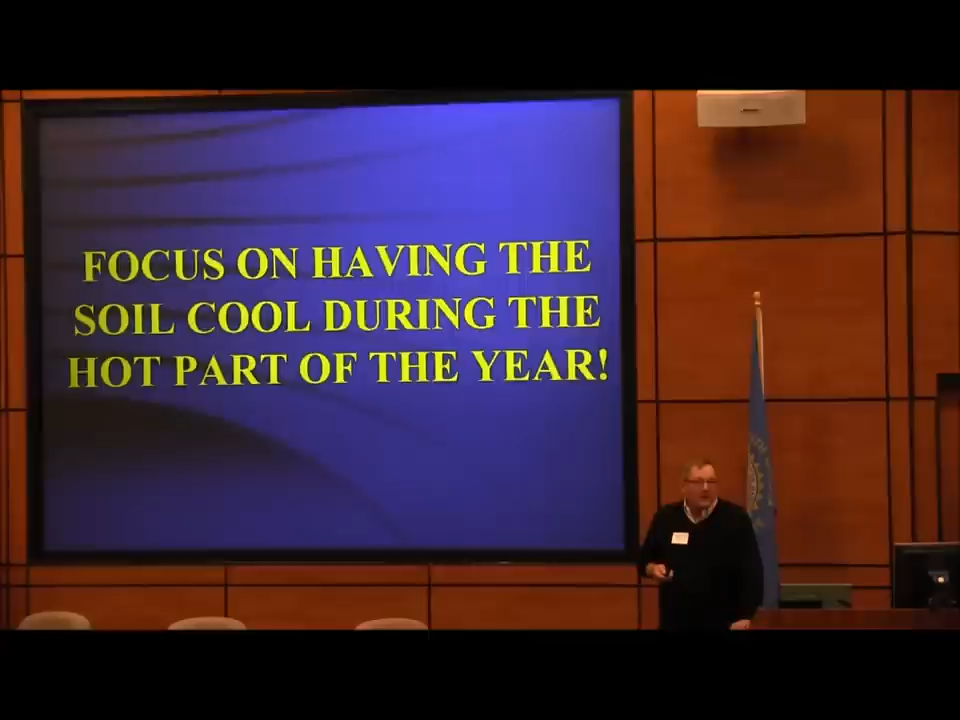 FOCUS ON HAVING THE
SOIL COOL DURING THE
HOT PART OF THE YEAR!